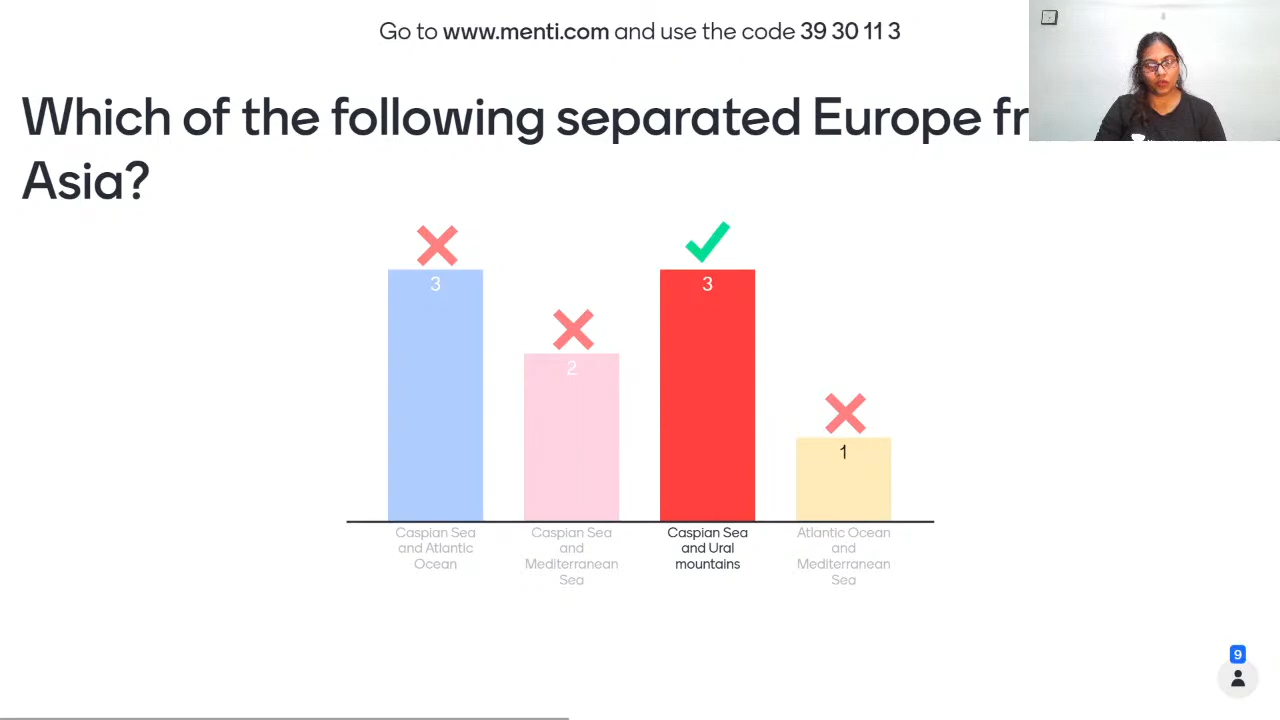 Go to www.menti.com and use the code 39 30 11 3
Which of the following separated Europe
Asia?
3
2
3
1
Caspian Sea
and Atlantic
Ocean
Caspian Sea
and
Mediterranean
Sea
Caspian Sea
and Ural
mountains
Atlantic Ocean
and
Mediterranean
Sea
9